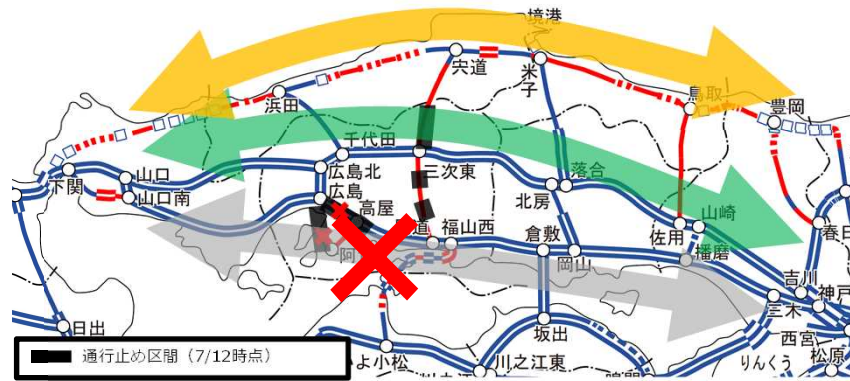 境港
宍道
米子
鳥取
豊岡
浜田
千代田
広島北
三次東
落合
北房
下関
山口
山口南
広島
高屋
道
福山西
倉敷
岡山
佐用
山崎
播磨
春日
吉川
神戸
三木
西宮
松原
りんくう
阿
日出
坂出
川之江東
よ小松
通行止め区間（7/12時点）